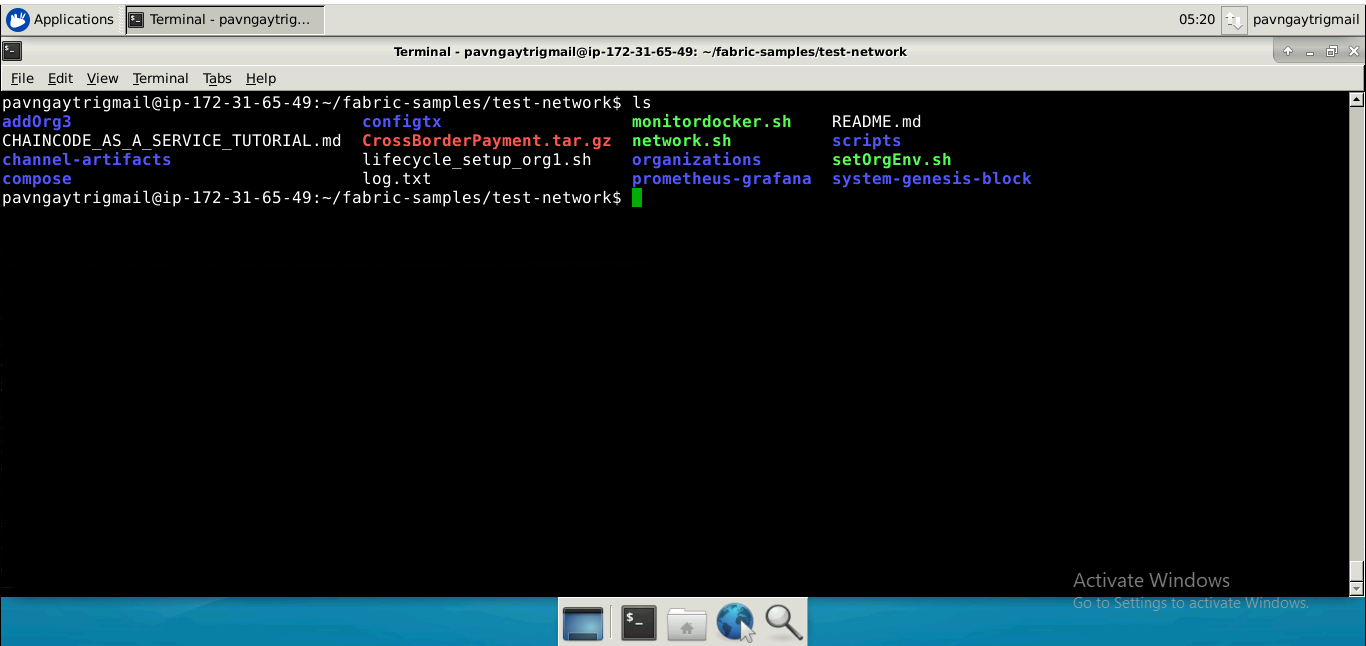 Applications Terminal - pavngaytrig... 05:20 pavngaytrigmail
Terminal - pavngaytrigmail@ip-172-31-65-49: ~/fabric-samples/test-network
File Edit View Terminal Tabs Help
pavngaytrigmail@ip-172-31-65-49:~/fabric-samples/test-network$ ls
addOrg3 configtx monitordocker.sh README.md
CHAINCODE_AS_A_SERVICE_TUTORIAL.md CrossBorderPayment.tar.gz network.sh scripts
channel-artifacts lifecycle_setup_org1.sh organizations setOrgEnv.sh
compose log.txt prometheus-grafana system-genesis-block
pavngaytrigmail@ip-172-31-65-49:~/fabric-samples/test-network$
Activate Windows
Go to Settings to activate Windows.